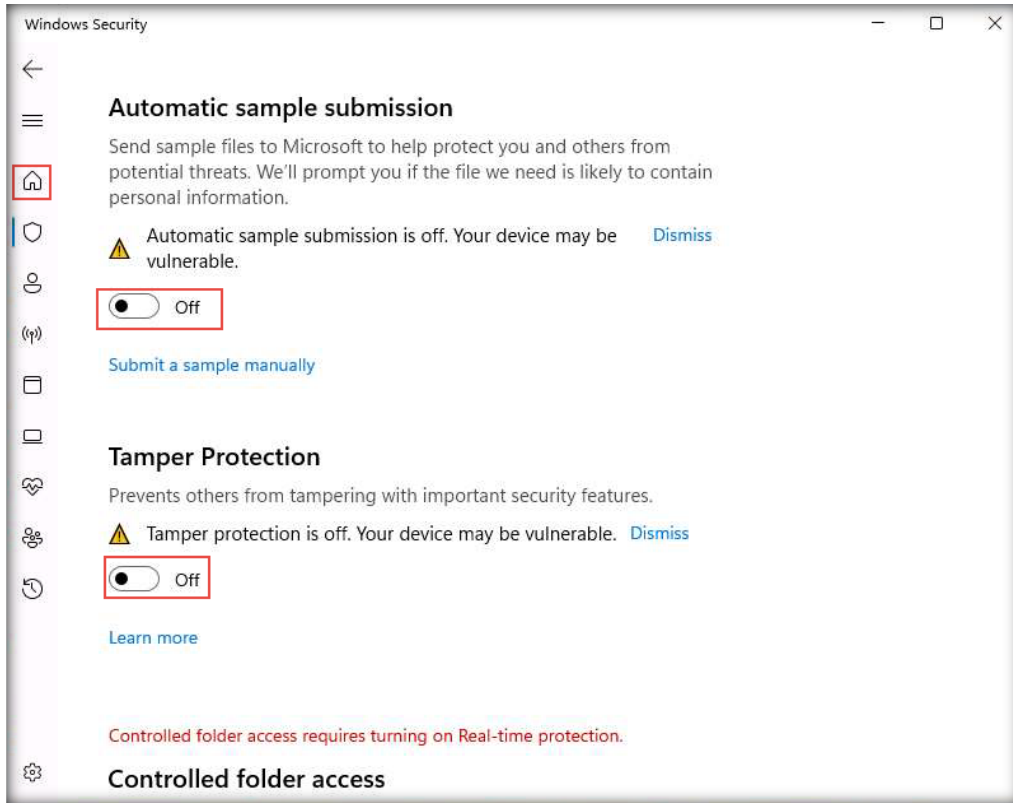 Windows Security
Automatic sample submission
Send sample files to Microsoft to help protect you and others from
potential threats. We'll prompt you if the file we need is likely to contain
personal information.
Automatic sample submission is off. Your device may be
vulnerable.
Dismiss
Off
Submit a sample manually
Tamper Protection
Prevents others from tampering with important security features.
Tamper protection is off. Your device may be vulnerable. Dismiss
Off
Learn more
Controlled folder access requires turning on Real-time protection.
Controlled folder access